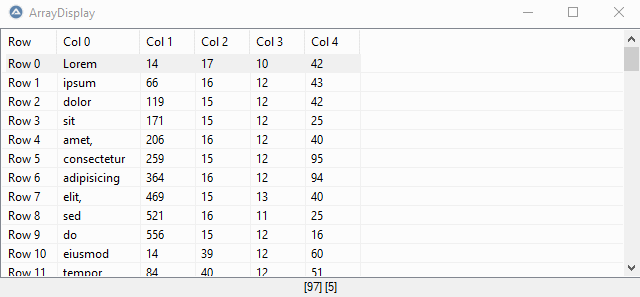 ArrayDisplay
Row Col 0 Col 1 Col 2 Col 3 Col 4
Row 0 Lorem 14 17 10 42
Row 1 ipsum 66 16 12 43
Row 2 dolor 119 15 12 42
Row 3 sit 171 15 12 25
Row 4 amet, 206 16 12 40
Row 5 consectetur 259 15 12 95
Row 6 adipisicing 364 16 12 94
Row 7 elit, 469 15 13 40
Row 8 sed 521 16 11 25
Row 9 do 556 15 12 16
Row 10 eiusmod 14 39 12 60
Row 11 tempor 84 40 12 51
[97] [5]